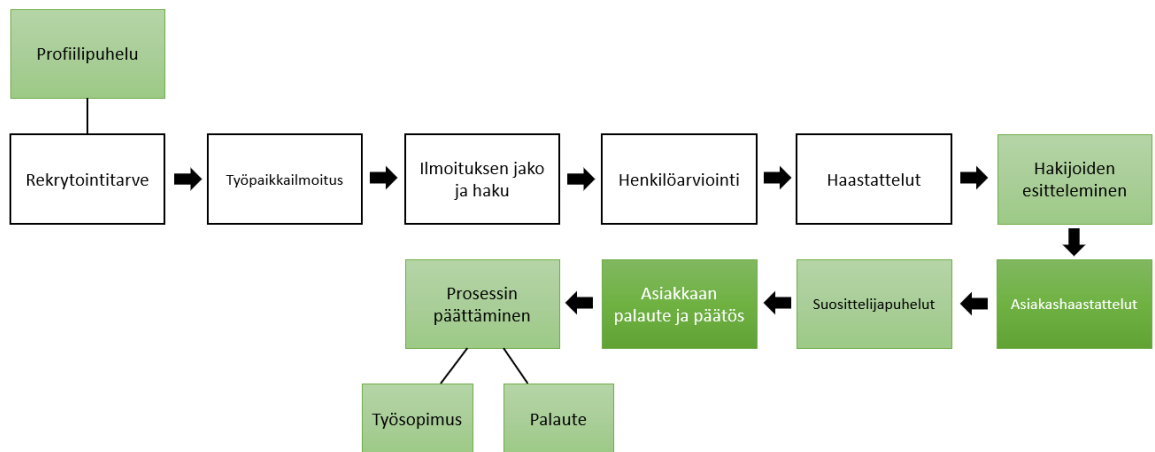 Profiilipuhelu
Rekrytointitarve
Työpaikkailmoitus
Ilmoituksen jako
ja haku
Henkilöarviointi
Haastattelut
Hakijoiden
esitteleminen
Asiakashaastattelut
Suosittelijapuhelut
Asiakkaan
palaute ja päätös
Prosessin
päättäminen
Työsopimus
Palaute